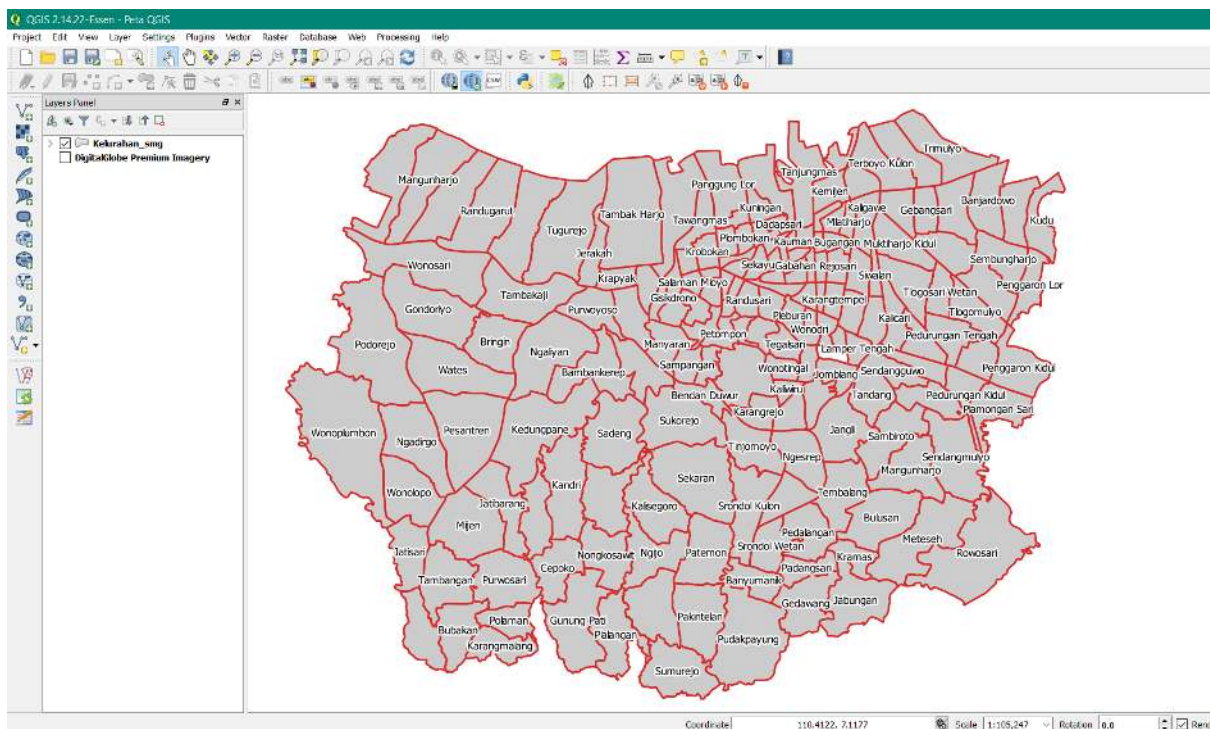 QGIS 2.14.22-Essen - Peta QGIS
Project Edit View Layer Settings Plugins Vector Raster Database Web Processing Help
Layers Panel
Kelurahan_smg
DigitalGlobe Premium Imagery
Trimulyo
Terboyo Kulon
Tanjungmas
Mangunharjo
Panggung Lor
Kemijen
Randugarut
Kuningan
Kaligawe
Gebangsari
Banjardowo
Tambak Harjo
Tawangmas
Dadapsari
Mlatiharjo
Kudu
Tugurejo
Plombokan
Kauman
Bugangan
Muktiharjo Kidul
Jerakah
Krobokan
Wonosari
Sekayu
Gabahan
Rejosari
Sembungharjo
Krapyak
Salaman Mloyo
Siwalan
Tambakaji
Gisikdrono
Randusari
Karangtempel
Tlogosari Wetan
Penggaron Lor
Gondoriyo
Purwoyoso
Pleburan
Kalicari
Tlogomulyo
Podorejo
Bringin
Ngaliyan
Manyaran
Petompon
Wonodri
Tegalsari
Lamper Tengah
Pedurungan Tengah
Wates
Bambankerep
Sampangan
Wonotingal
Jomblang
Sendangguwo
Penggaron Kidul
Bendan Duwur
Kaliwiru
Tandang
Pedurungan Kidul
Karangrejo
Plamongan Sari
Wonoplumbon
Ngadirgo
Pesantren
Kedungpane
Sadeng
Sukorejo
Jangli
Sambiroto
Tinjomoyo
Ngesrep
Sendangmulyo
Mangunharjo
Wonolopo
Kandri
Sekaran
Tembalang
Jatibarang
Kalisegoro
Srondol Kulon
Mijen
Bulusan
Pedalangan
Meteseh
Jatisari
Nongkosawit
Ngijo
Patemon
Srondol Wetan
Kramas
Rowosari
Tambangan
Purwosari
Cepoko
Banyumanik
Padangsari
Gedawang
Jabungan
Bubakan
Polaman
Gunung Pati
Pakintelan
Karangmalang
Palangan
Pudakpayung
Sumurejo
Coordinate 110.4122, 7.1177 Scale 1:105,247 Rotation 0.0